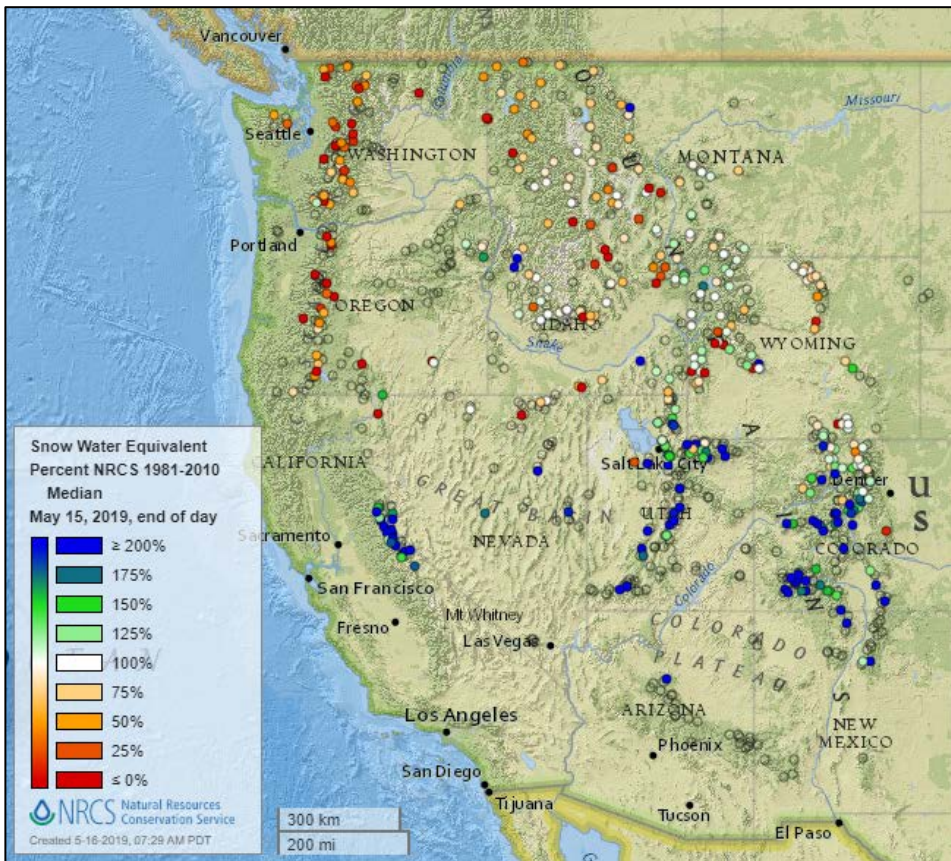 Vancouver
Columbia
Missouri
Seattle
WASHINGTON
MONTANA
Portland
OREGON
IDAHO
Snake
WYOMING
Salt Lake City
Denver
US
CALIFORNIA
GREAT BASIN
UTAH
NEVADA
COLORADO
Sacramento
San Francisco
Colorado
Mt Whitney
Fresno
Las Vegas
COLORADO
PLATEAU
ARIZONA
Los Angeles
NEW
MEXICO
Phoenix
San Diego
Tijuana
Tucson
El Paso
Snow Water Equivalent
Percent NRCS 1981-2010
Median
May 15, 2019, end of day
≥ 200%
175%
150%
125%
100%
75%
50%
25%
≤ 0%
NRCS Natural Resources
Conservation Service
Created 5-16-2019, 07:29 AM PDT
300 km
200 mi